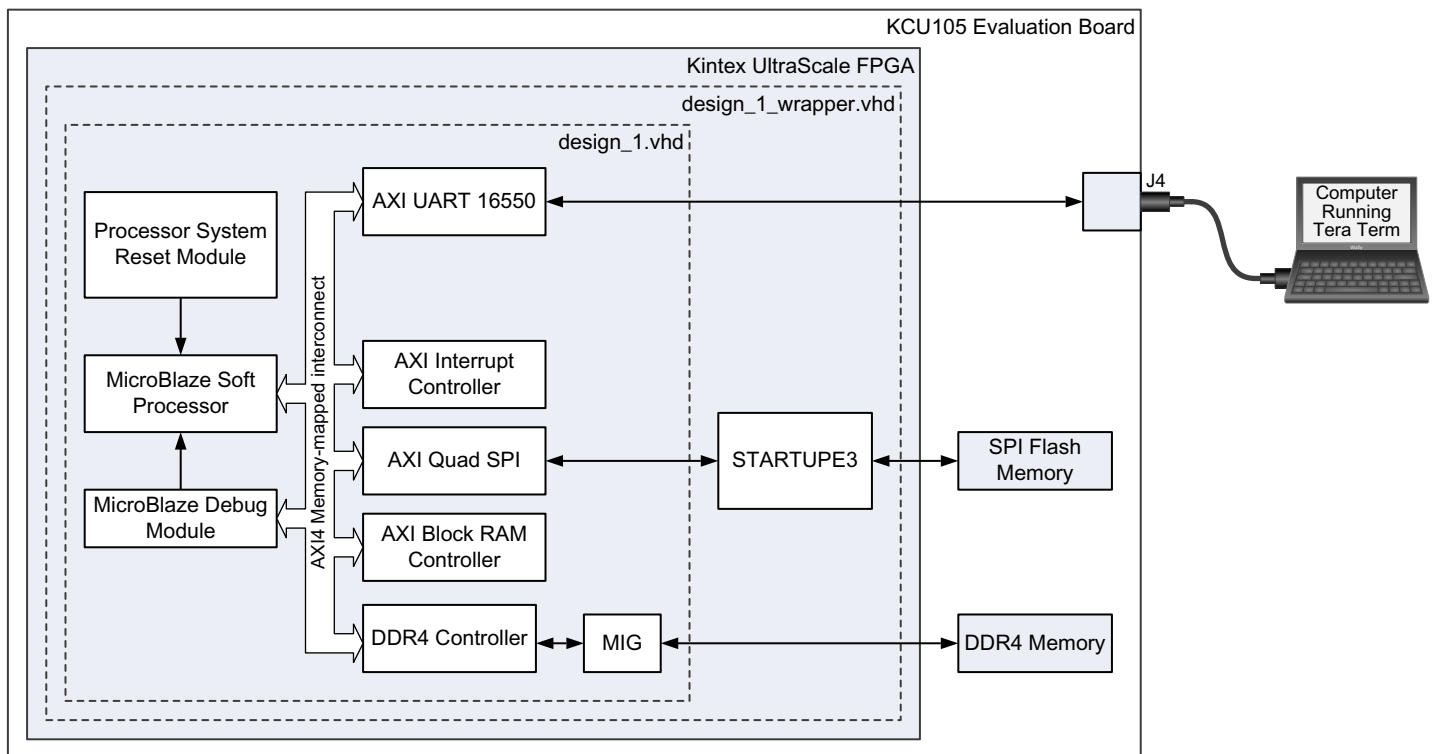 KCU105 Evaluation Board
Kintex UltraScale FPGA
design_1_wrapper.vhd
design_1.vhd
Processor System
Reset Module
MicroBlaze Soft
Processor
MicroBlaze Debug
Module
AXI4 Memory-mapped interconnect
AXI UART 16550
AXI Interrupt
Controller
AXI Quad SPI
AXI Block RAM
Controller
DDR4 Controller
MIG
STARTUPE3
SPI Flash
Memory
DDR4 Memory
J4
Computer
Running
Tera Term